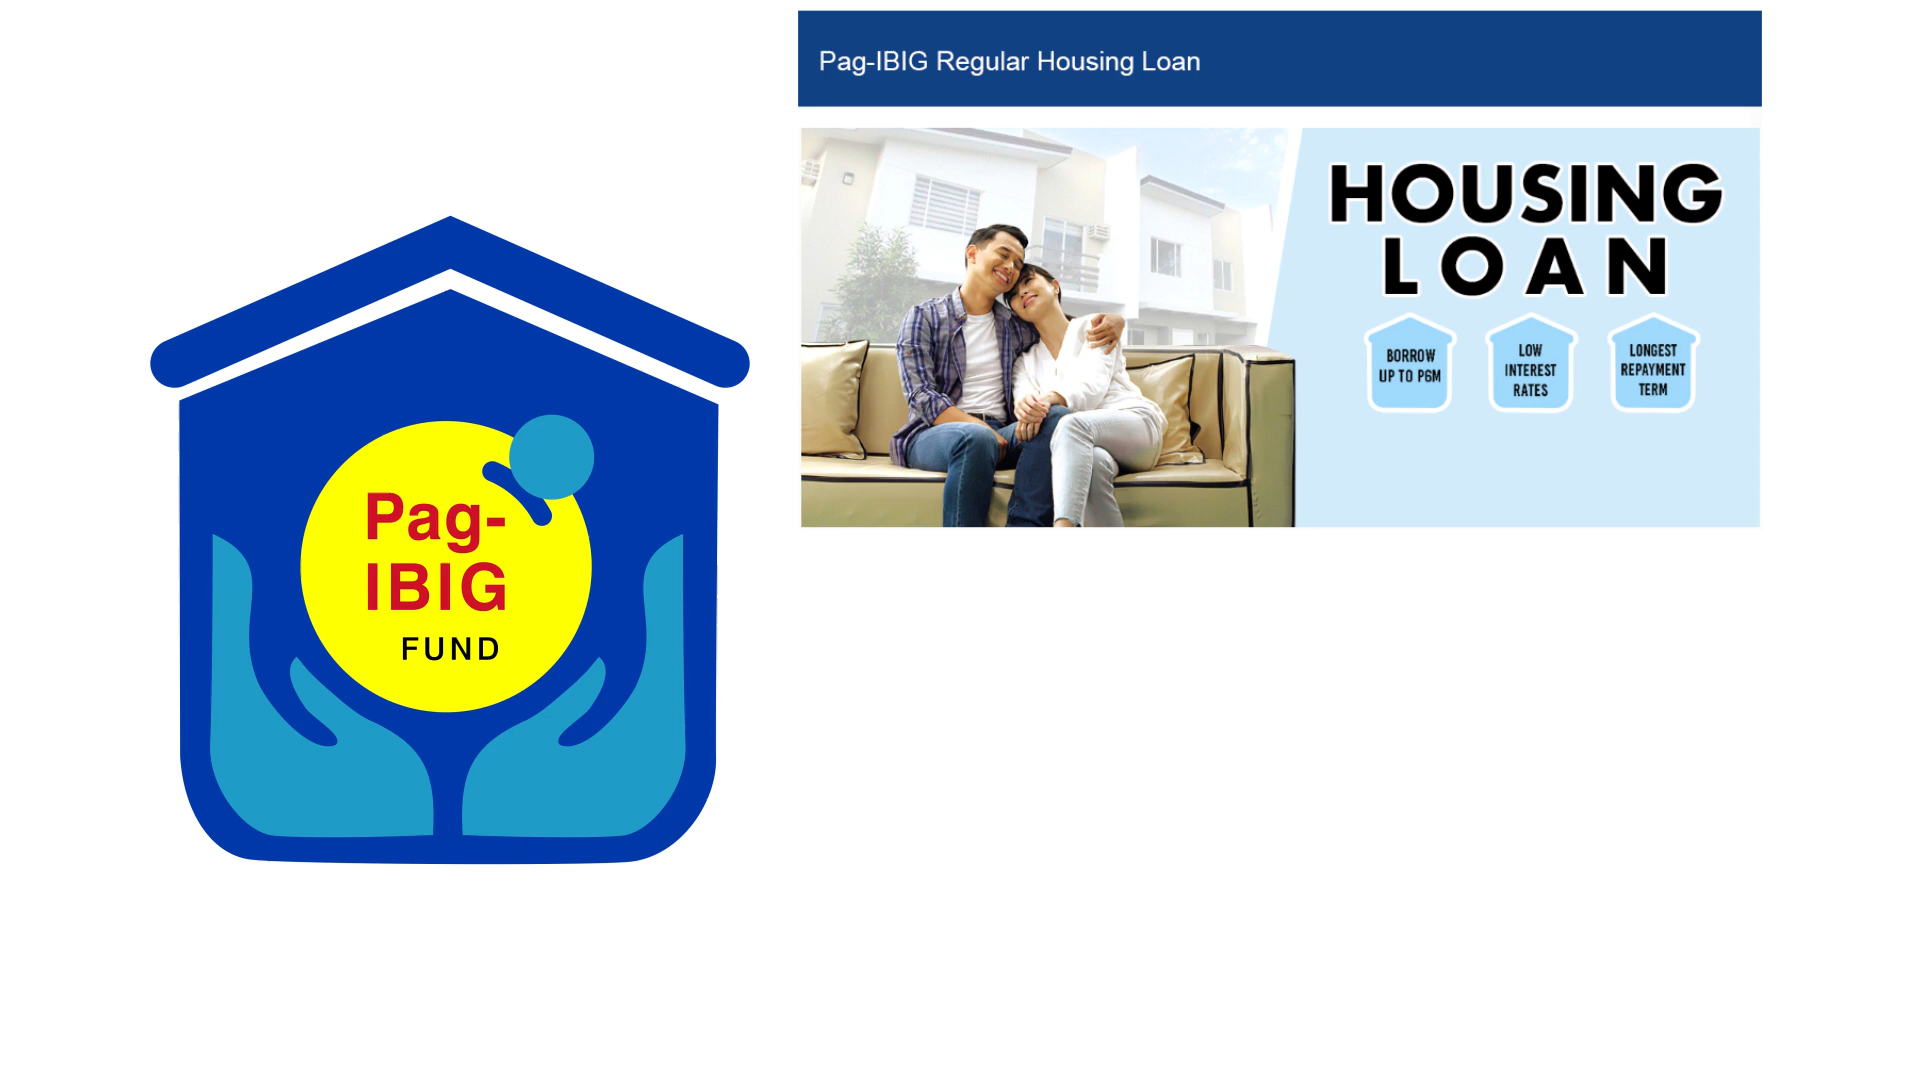 Pag-IBIG Regular Housing Loan
HOUSING
LOAN
BORROW
UP TO P6M
LOW
INTEREST
RATES
LONGEST
REPAYMENT
TERM
Pag-
IBIG
FUND